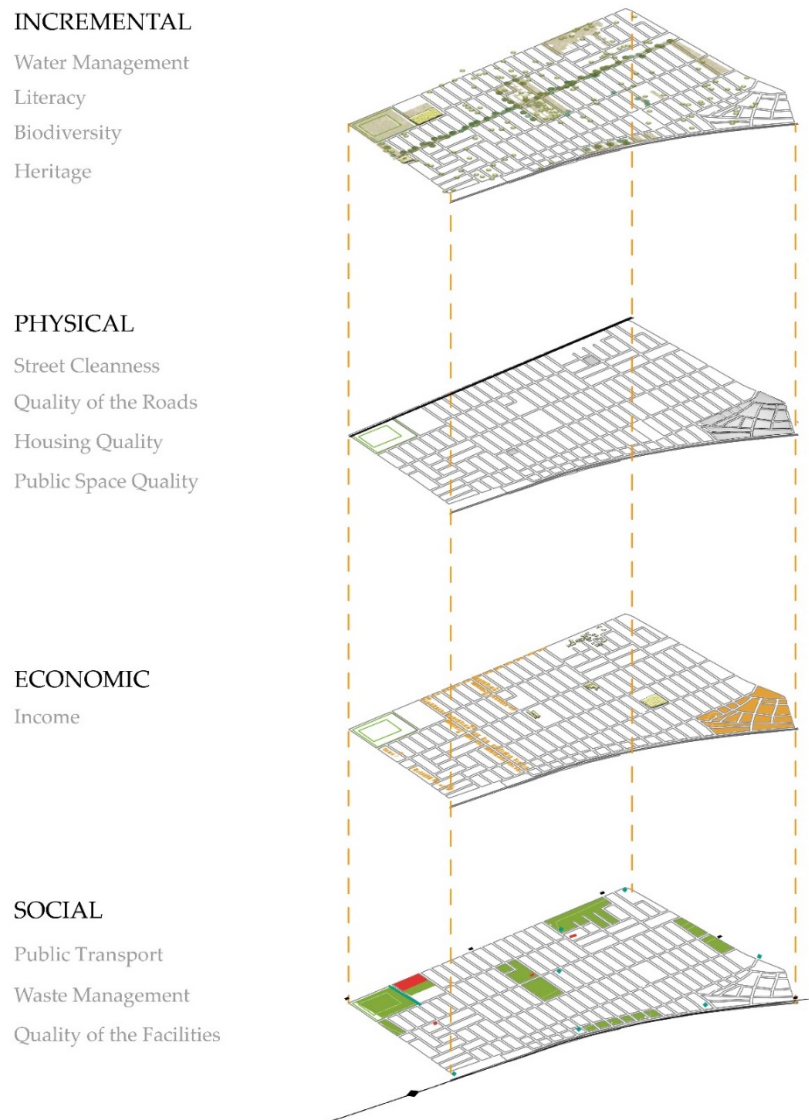 INCREMENTAL
Water Management
Literacy
Biodiversity
Heritage
PHYSICAL
Street Cleanness
Quality of the Roads
Housing Quality
Public Space Quality
ECONOMIC
Income
SOCIAL
Public Transport
Waste Management
Quality of the Facilities